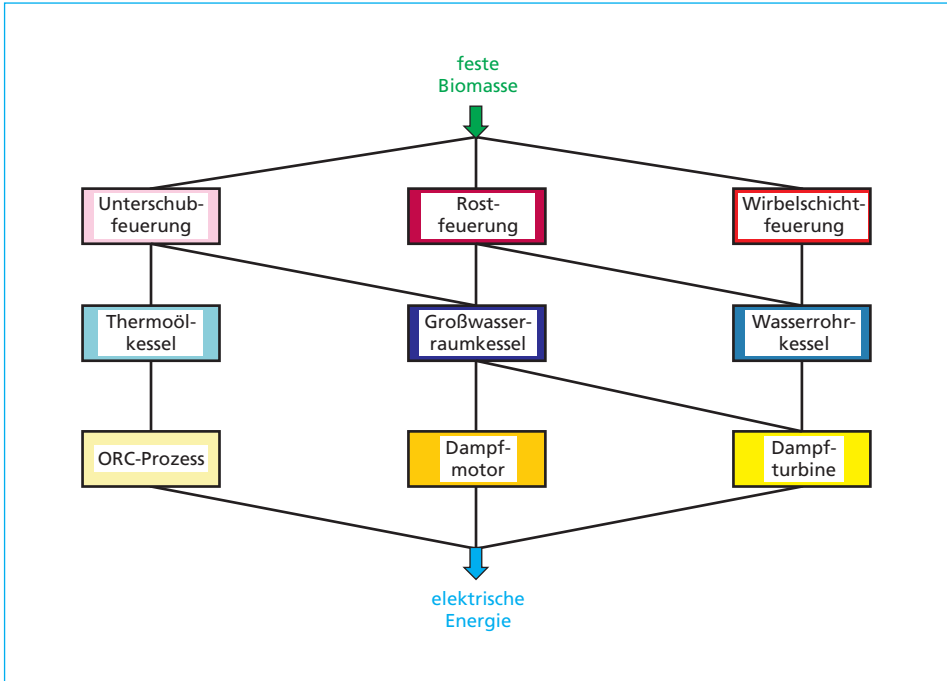 feste
Biomasse
Unterschub-
feuerung
Rost-
feuerung
Wirbelschicht-
feuerung
Thermoöl-
kessel
Großwasser-
raumkessel
Wasserrohr-
kessel
ORC-Prozess
Dampf-
motor
Dampf-
turbine
elektrische
Energie